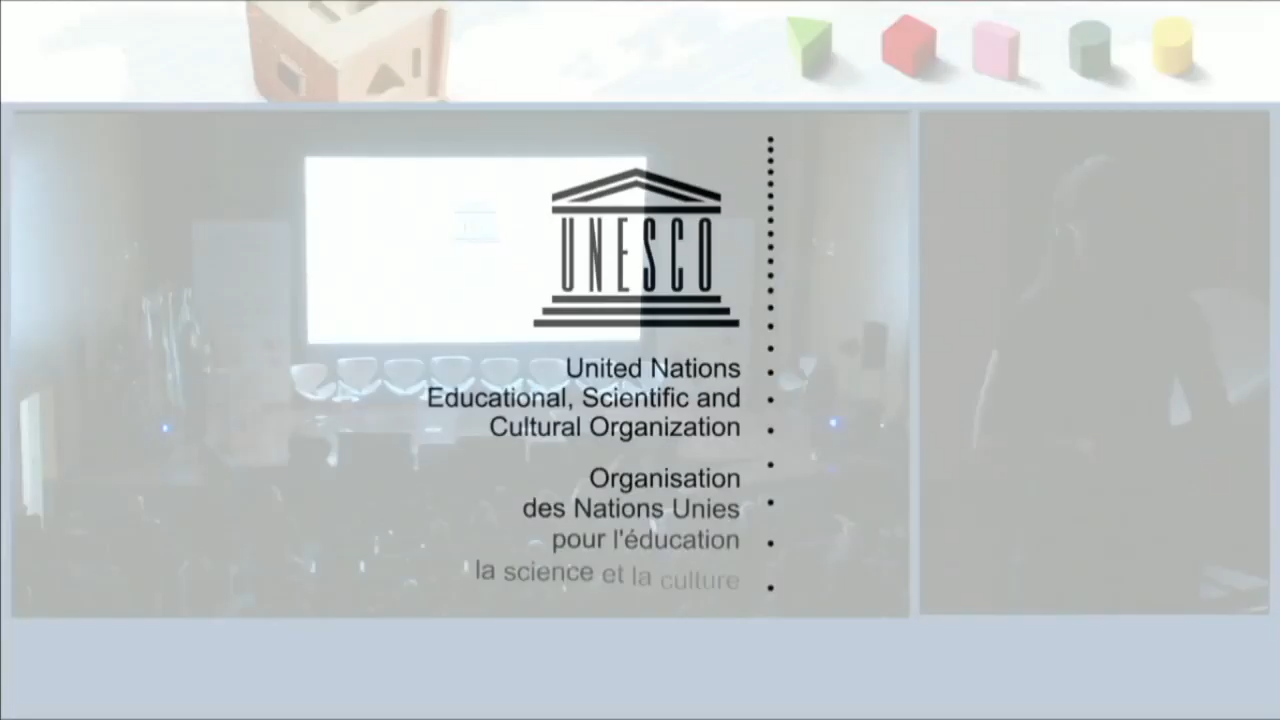 UNESCO
United Nations
Educational, Scientific and
Cultural Organization
Organisation
des Nations Unies
pour l'éducation
la science et la culture